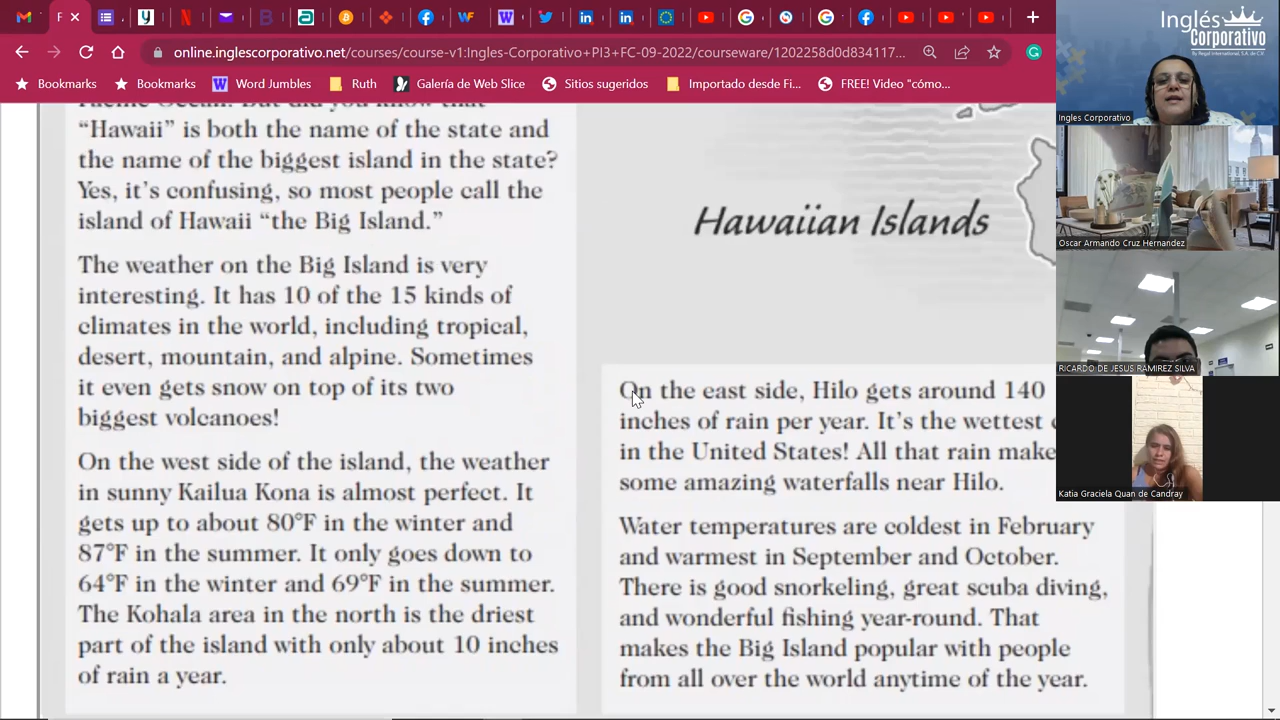 F
online.inglescorporativo.net/courses/course-v1:Ingles-Corporativo+PI3+FC-09-2022/courseware/1202258d0d834117...
Bookmarks
Bookmarks
Word Jumbles
Ruth
Galería de Web Slice
Sitios sugeridos
Importado desde Fi...
FREE! Video "cómo...
Inglés
Corporativo
By Regal International, S.A. de C.V.
Ingles Corporativo
Oscar Armando Cruz Hernandez
RICARDO DE JESUS RAMIREZ SILVA
Katia Graciela Quan de Candray
Pacific Ocean. But did you know that
“Hawaii” is both the name of the state and
the name of the biggest island in the state?
Yes, it’s confusing, so most people call the
island of Hawaii “the Big Island.”
The weather on the Big Island is very
interesting. It has 10 of the 15 kinds of
climates in the world, including tropical,
desert, mountain, and alpine. Sometimes
it even gets snow on top of its two
biggest volcanoes!
On the west side of the island, the weather
in sunny Kailua Kona is almost perfect. It
gets up to about 80°F in the winter and
87°F in the summer. It only goes down to
64°F in the winter and 69°F in the summer.
The Kohala area in the north is the driest
part of the island with only about 10 inches
of rain a year.
Hawaiian Islands
On the east side, Hilo gets around 140
inches of rain per year. It’s the wettest
in the United States! All that rain make
some amazing waterfalls near Hilo.
Water temperatures are coldest in February
and warmest in September and October.
There is good snorkeling, great scuba diving,
and wonderful fishing year-round. That
makes the Big Island popular with people
from all over the world anytime of the year.